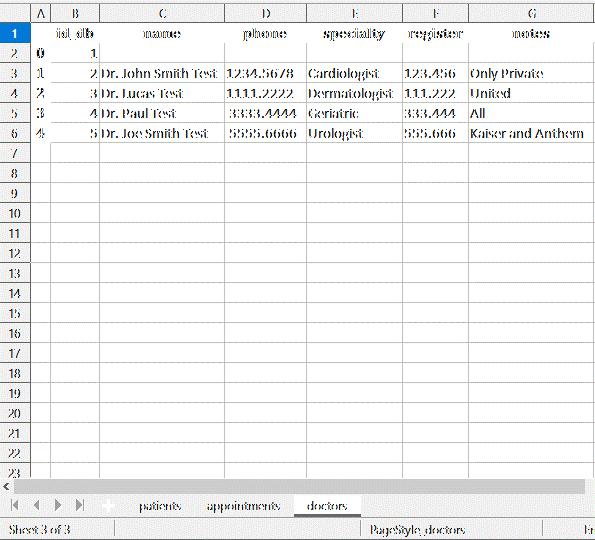 A B C D E F G
1 id_db name phone specialty register notes
2 0 1
3 1 2 Dr. John Smith Test 1234.5678 Cardiologist 123.456 Only Private
4 2 3 Dr. Lucas Test 1111.2222 Dermatologist 111.222 United
5 3 4 Dr. Paul Test 3333.4444 Geriatric 333.444 All
6 4 5 Dr. Joe Smith Test 5555.6666 Urologist 555.666 Kaiser and Anthem
7
8
9
10
11
12
13
14
15
16
17
18
19
20
21
22
23
patients appointments doctors
Sheet 3 of 3 PageStyle_doctors En